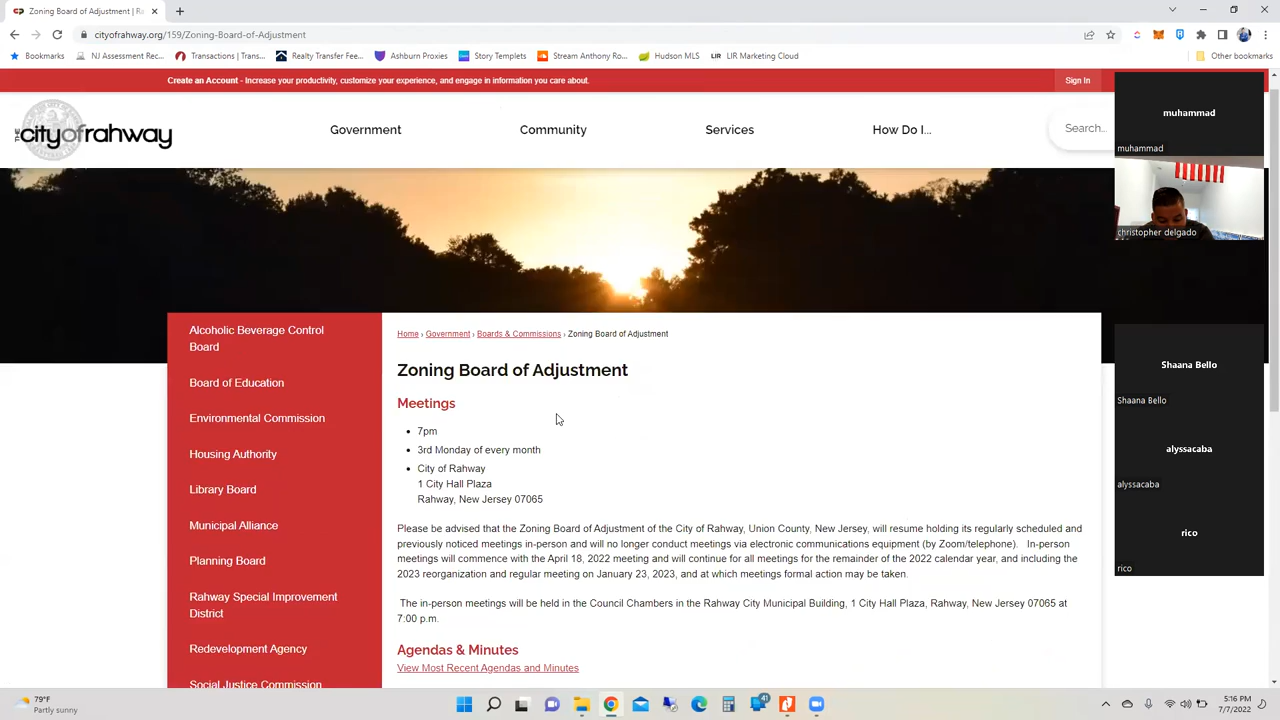 Zoning Board of Adjustment | Ra
cityofrahway.org/159/Zoning-Board-of-Adjustment
Bookmarks
NJ Assessment Rec...
Transactions | Trans...
Realty Transfer Fee...
Ashburn Proxies
Story Templets
Stream Anthony Ro...
Hudson MLS
LIR LIR Marketing Cloud
Other bookmarks
Create an Account - Increase your productivity, customize your experience, and engage in information you care about.
Sign In
THE cityofrahway
Government
Community
Services
How Do I...
Search...
muhammad
muhammad
christopher delgado
Shaana Bello
Shaana Bello
alyssacaba
alyssacaba
rico
rico
Alcoholic Beverage Control
Board
Board of Education
Environmental Commission
Housing Authority
Library Board
Municipal Alliance
Planning Board
Rahway Special Improvement
District
Redevelopment Agency
Social Justice Commission
Home › Government › Boards & Commissions › Zoning Board of Adjustment
Zoning Board of Adjustment
Meetings
• 7pm
• 3rd Monday of every month
• City of Rahway
1 City Hall Plaza
Rahway, New Jersey 07065
Please be advised that the Zoning Board of Adjustment of the City of Rahway, Union County, New Jersey, will resume holding its regularly scheduled and
previously noticed meetings in-person and will no longer conduct meetings via electronic communications equipment (by Zoom/telephone). In-person
meetings will commence with the April 18, 2022 meeting and will continue for all meetings for the remainder of the 2022 calendar year, and including the
2023 reorganization and regular meeting on January 23, 2023, and at which meetings formal action may be taken.
The in-person meetings will be held in the Council Chambers in the Rahway City Municipal Building, 1 City Hall Plaza, Rahway, New Jersey 07065 at
7:00 p.m.
Agendas & Minutes
View Most Recent Agendas and Minutes
79°F
Partly sunny
41
5:16 PM
7/7/2022